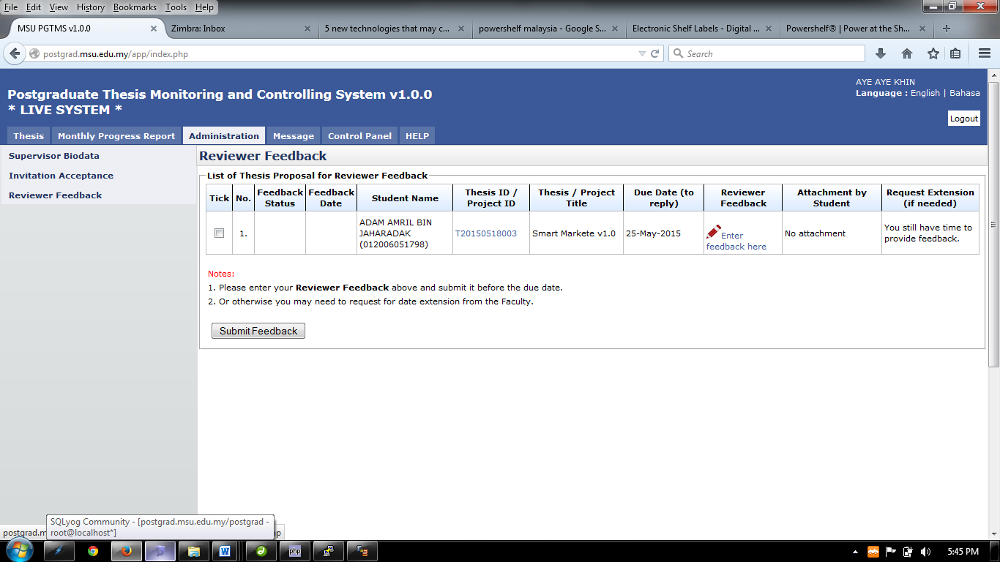 File Edit View History Bookmarks Tools Help
MSU PGTMS v1.0.0
Zimbra: Inbox
5 new technologies that may c...
powershelf malaysia - Google S...
Electronic Shelf Labels - Digital ...
Powershelf® | Power at the Sh...
postgrad.msu.edu.my/app/index.php
Search
AYE AYE KHIN
Language : English | Bahasa
Postgraduate Thesis Monitoring and Controlling System v1.0.0
* LIVE SYSTEM *
Logout
Thesis Monthly Progress Report Administration Message Control Panel HELP
Supervisor Biodata
Invitation Acceptance
Reviewer Feedback
Reviewer Feedback
List of Thesis Proposal for Reviewer Feedback
Tick No. Feedback Status Feedback Date Student Name Thesis ID / Project ID Thesis / Project Title Due Date (to reply) Reviewer Feedback Attachment by Student Request Extension (if needed)
1. ADAM AMRIL BIN JAHARADAK (012006051798) T20150518003 Smart Markete v1.0 25-May-2015 Enter feedback here No attachment You still have time to provide feedback.
Notes:
1. Please enter your Reviewer Feedback above and submit it before the due date.
2. Or otherwise you may need to request for date extension from the Faculty.
Submit Feedback
SQLyog Community - [postgrad.msu.edu.my/postgrad -
root@localhost*]
postgrad.m
php
5:45 PM